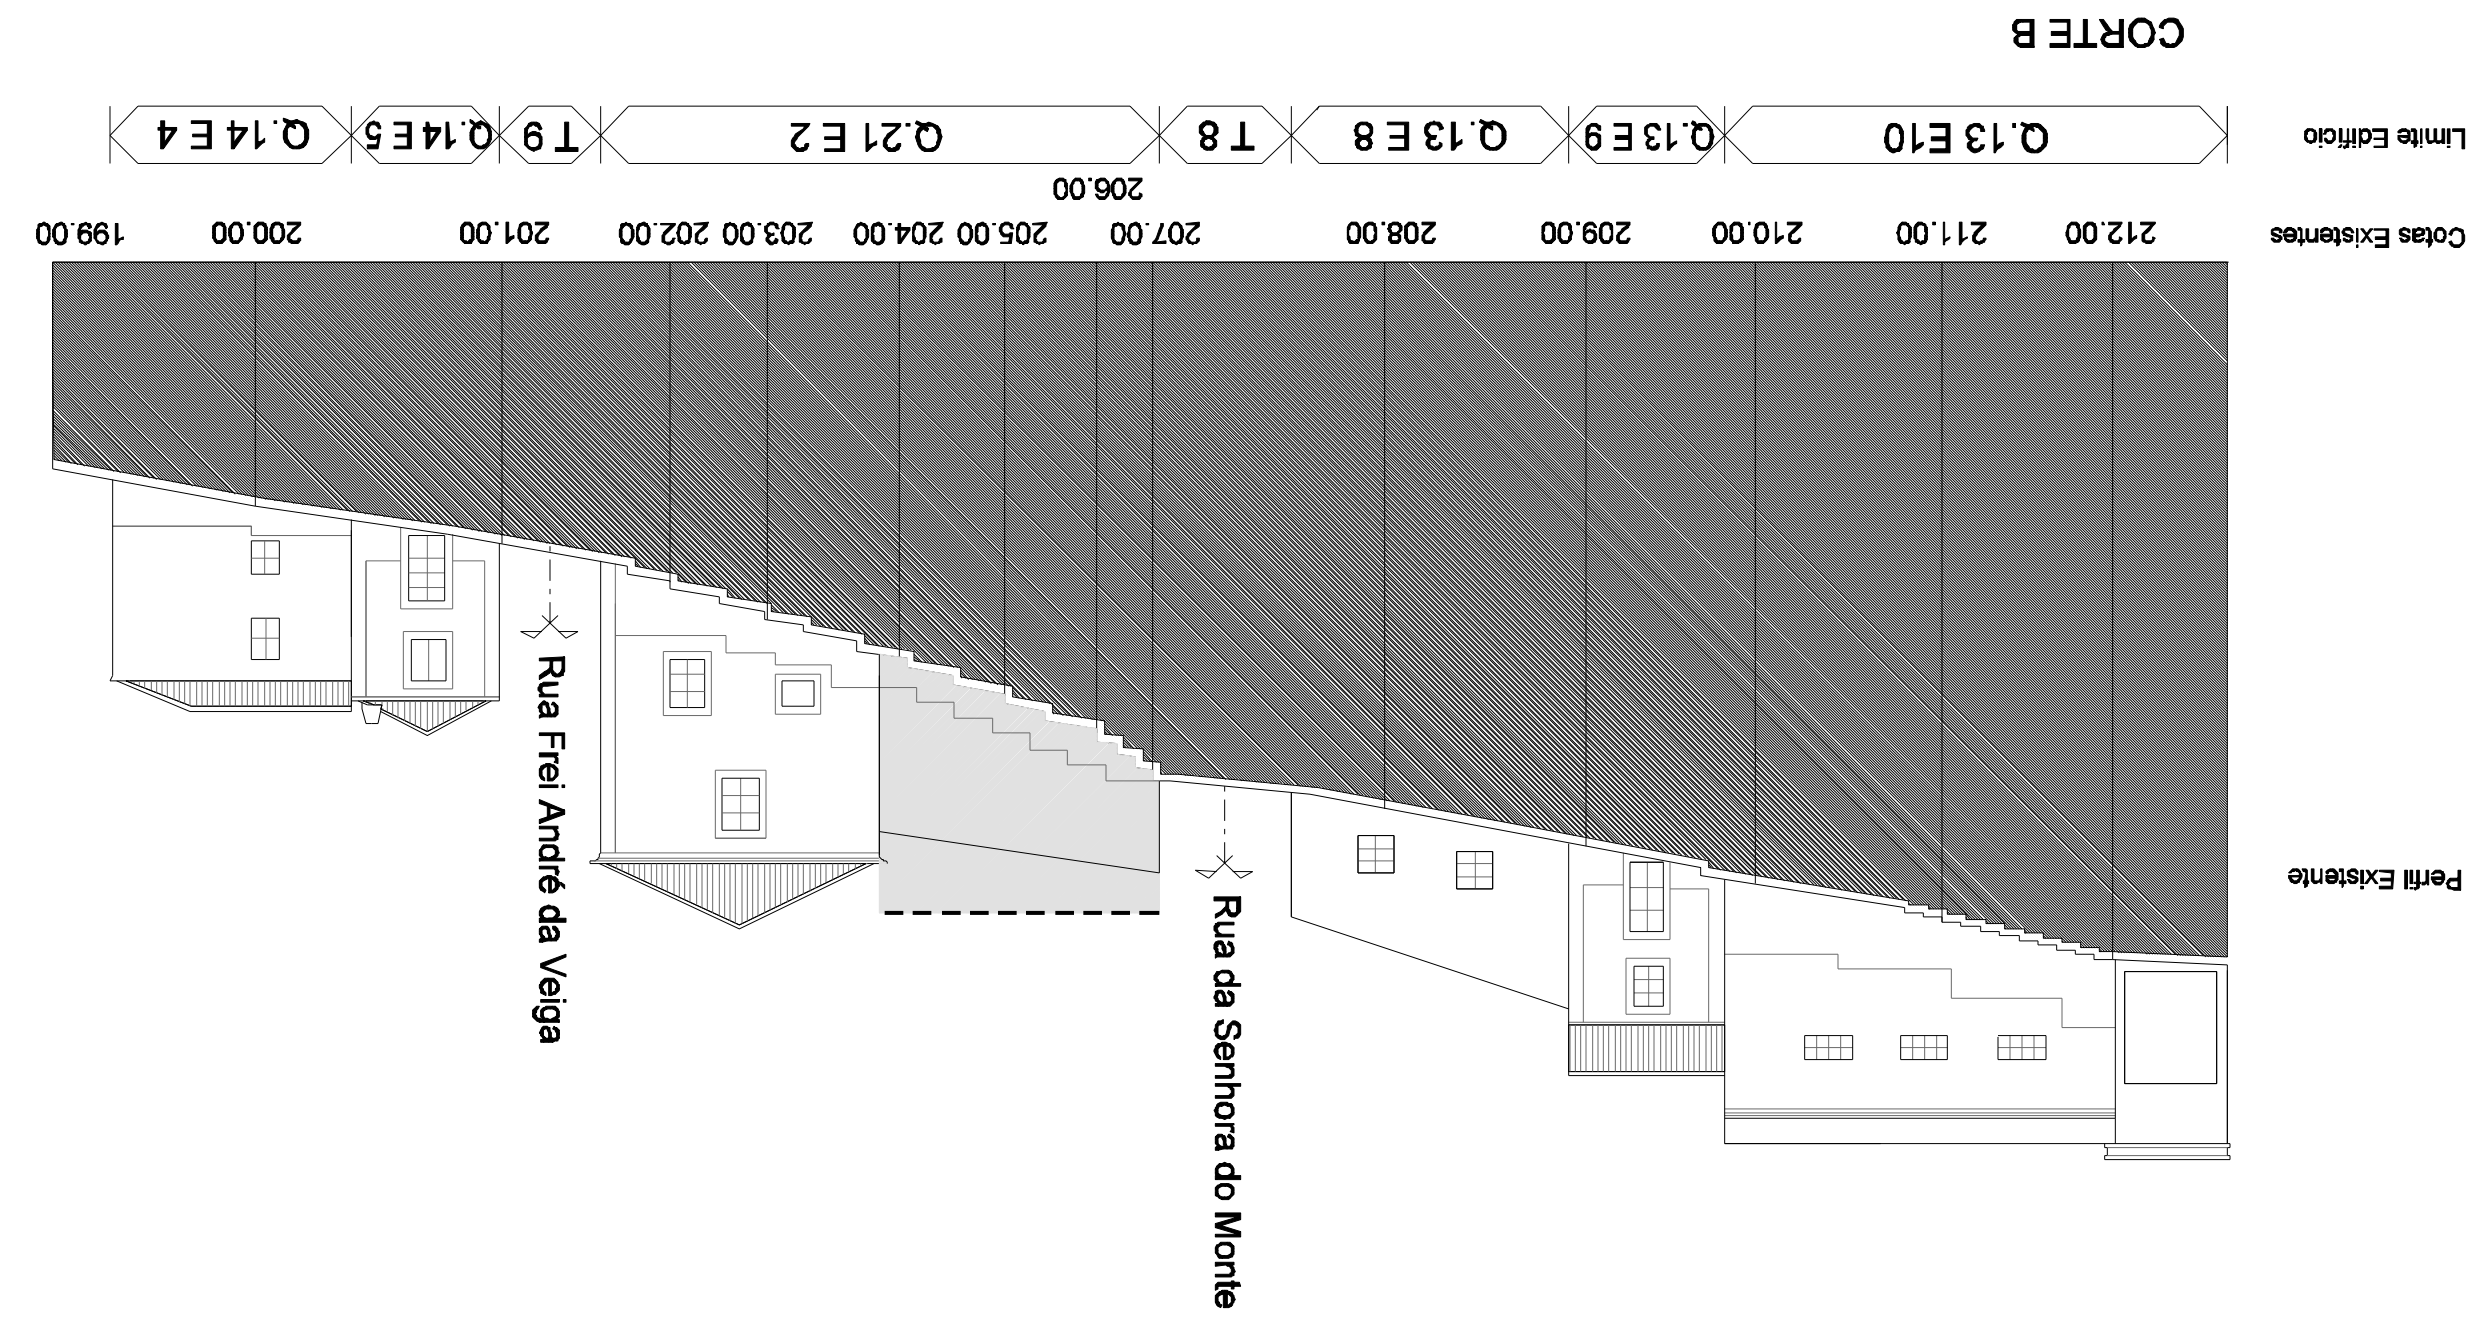 Rua da Senhora do Monte
Rua Frei André da Veiga
Perfil Existente
Cotas Existentes 212.00 211.00 210.00 209.00 208.00 207.00 205.00 204.00 203.00 202.00 201.00 200.00 199.00
206.00
Limite Edifício Q.13 E10 Q.13 E 9 Q.13 E 8 T 8 Q.21 E 2 T 9 Q.14 E 5 Q.14 E 4
CORTE B